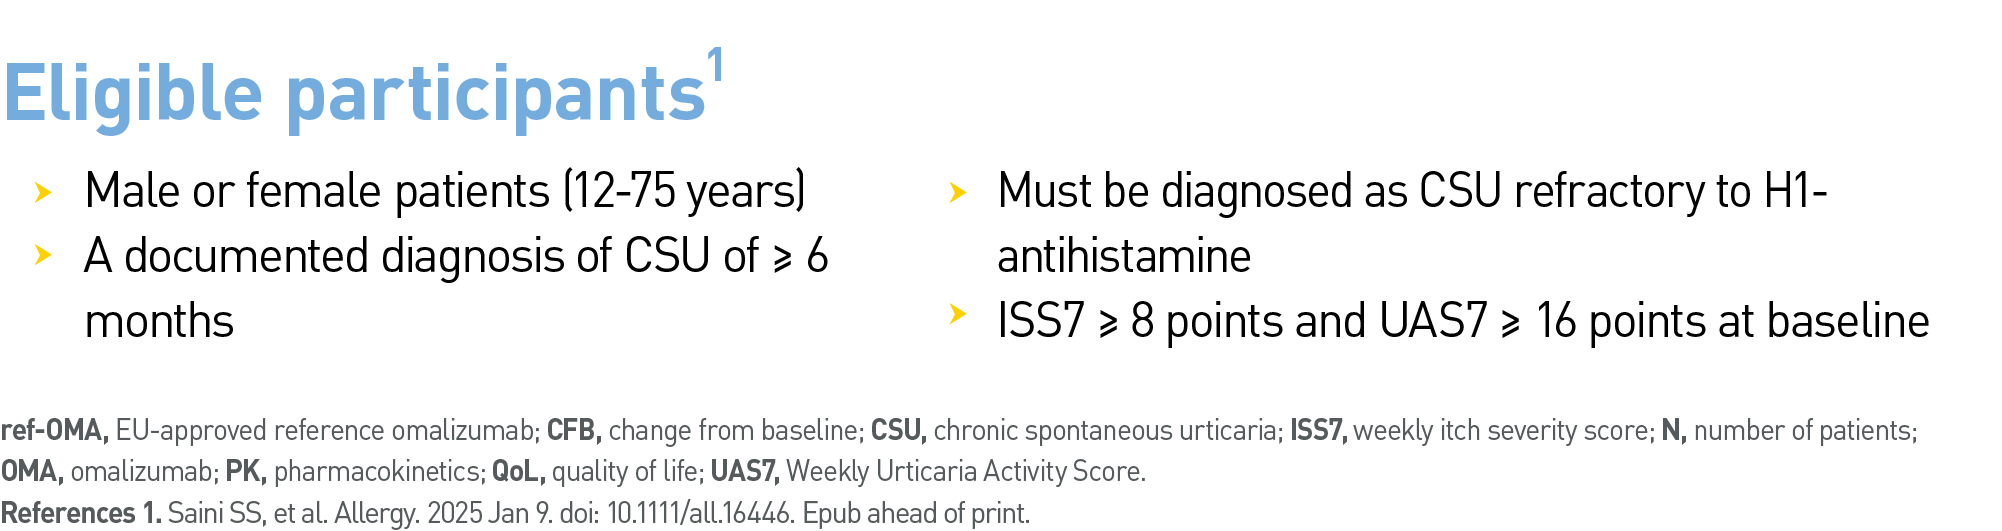 Eligible participants¹
Male or female patients (12-75 years)
A documented diagnosis of CSU of ⩾ 6
months
Must be diagnosed as CSU refractory to H1-
antihistamine
ISS7 ⩾ 8 points and UAS7 ⩾ 16 points at baseline
ref-OMA, EU-approved reference omalizumab; CFB, change from baseline; CSU, chronic spontaneous urticaria; ISS7, weekly itch severity score; N, number of patients;
OMA, omalizumab; PK, pharmacokinetics; QoL, quality of life; UAS7, Weekly Urticaria Activity Score.
References 1. Saini SS, et al. Allergy. 2025 Jan 9. doi: 10.1111/all.16446. Epub ahead of print.